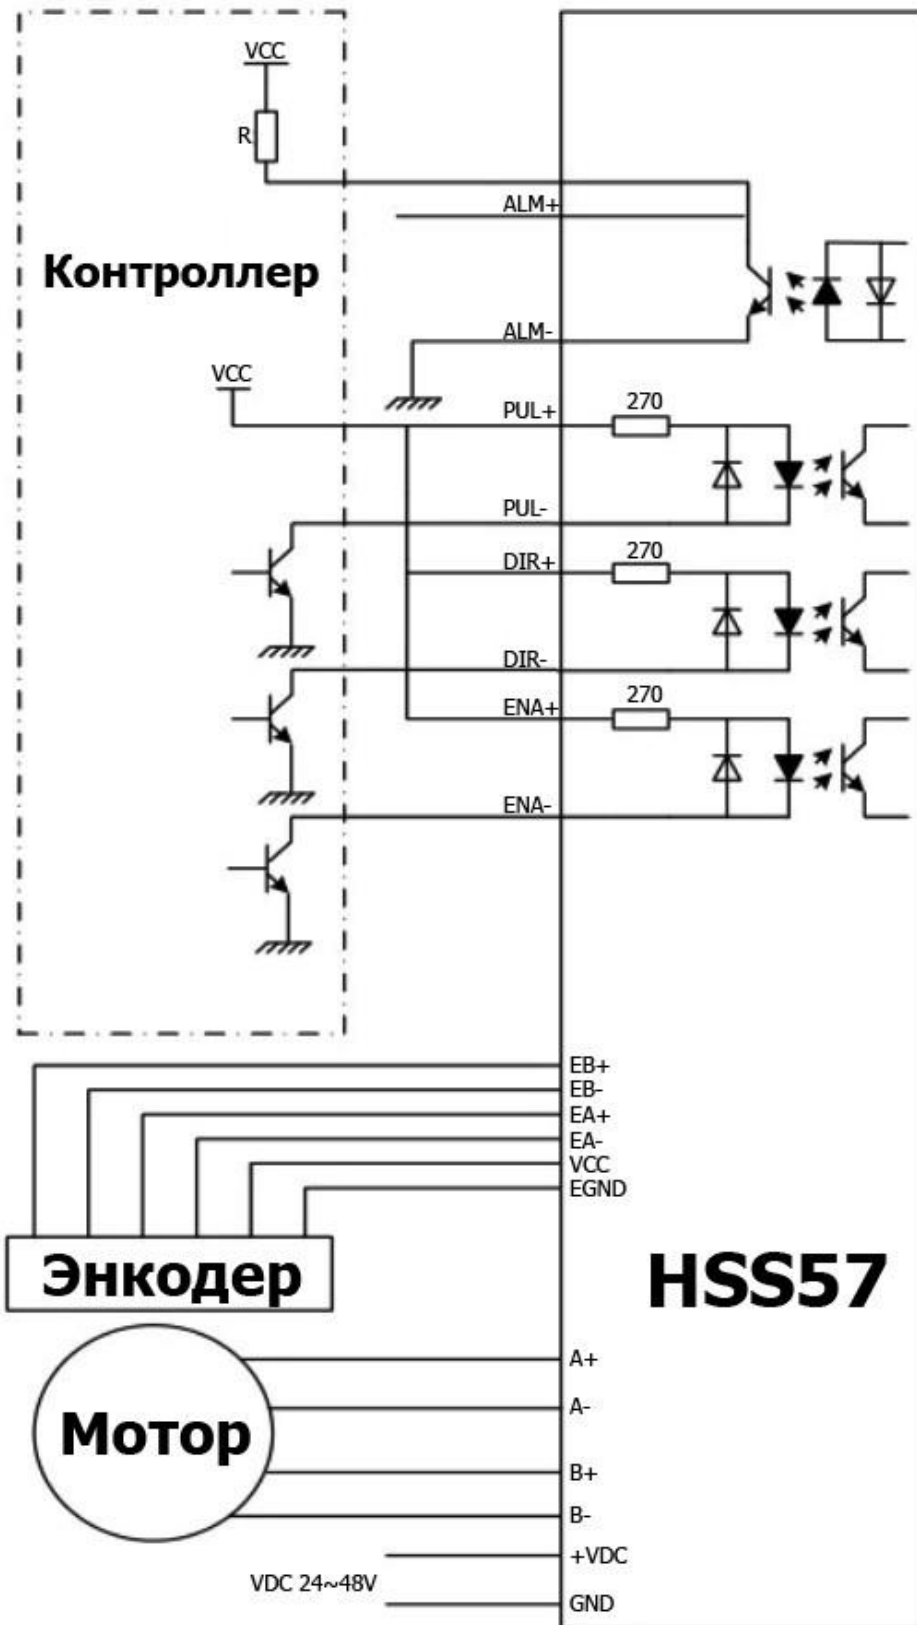 VCC
R
ALM+
Контроллер
ALM-
VCC
PUL+
270
PUL-
DIR+
270
DIR-
ENA+
270
ENA-
EB+
EB-
EA+
EA-
VCC
EGND
Энкодер
HSS57
A+
Мотор
A-
B+
B-
+VDC
VDC 24~48V
GND